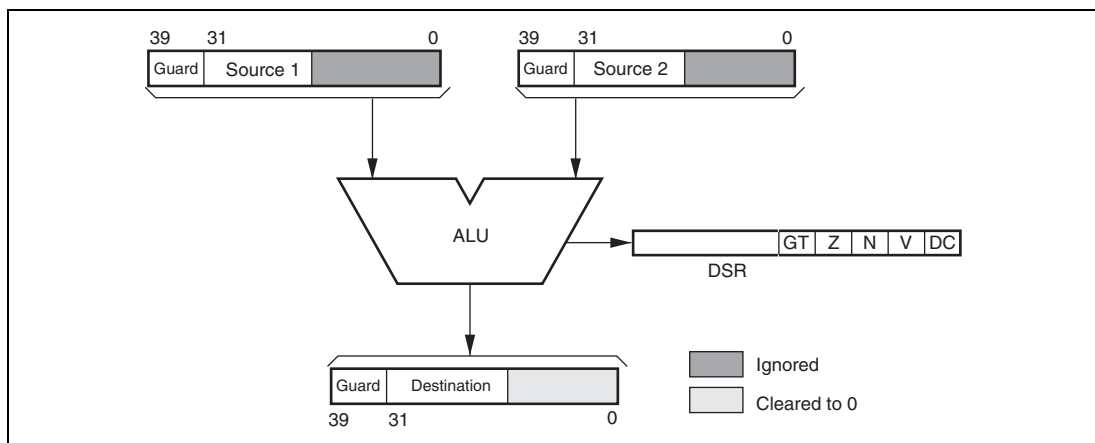 39 31 0
39 31 0
Guard Source 1
Guard Source 2
ALU
GT Z N V DC
DSR
Guard Destination
39 31 0
Ignored
Cleared to 0